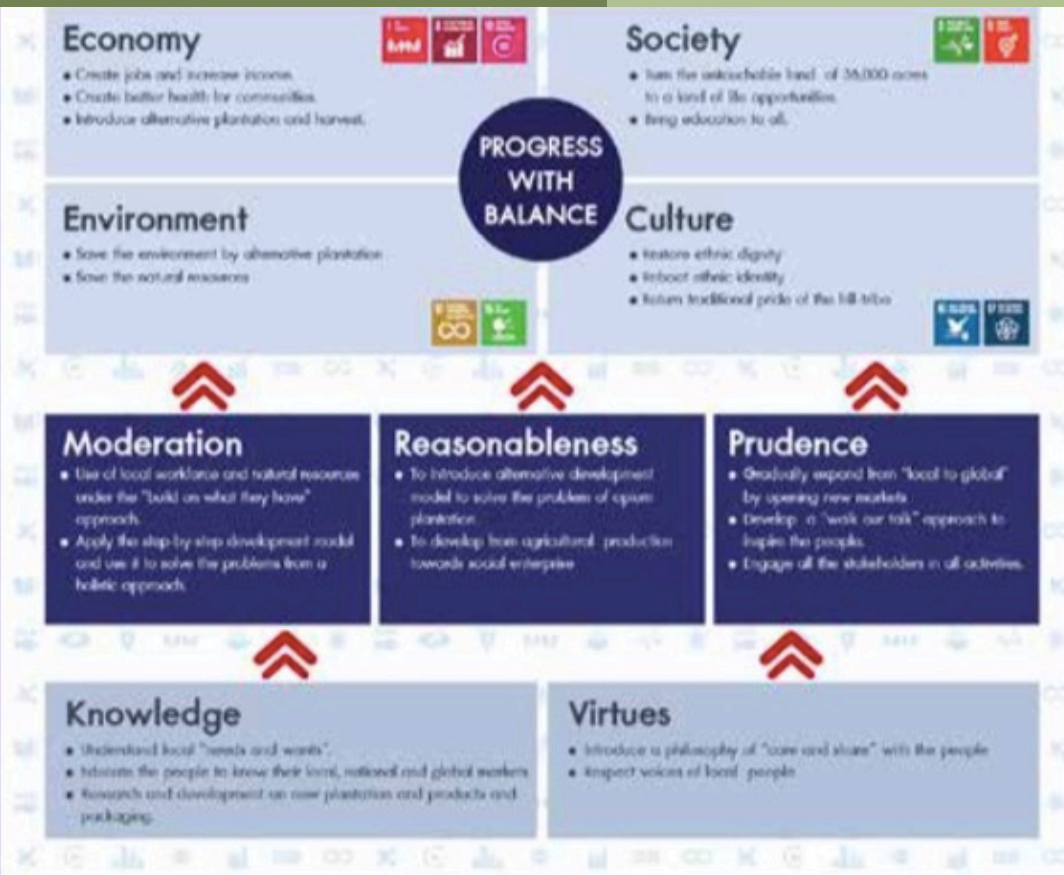 Economy
• Create jobs and increase income.
• Create better health for communities.
• Introduce alternative plantation and harvest.
Society
• Turn the untouchable land of 36,000 acres
to a land of life opportunities.
• Bring education to all.
PROGRESS
WITH
BALANCE
Environment
• Save the environment by alternative plantation
• Save the natural resources
Culture
• Restore ethnic dignity
• Reboot ethnic identity
• Return traditional pride of the hill-tribe
Moderation
• Use of local workforce and natural resources
under the "build on what they have"
approach.
• Apply the step-by-step development model
and use it to solve the problems from a
holistic approach.
Reasonableness
• To introduce alternative development
model to solve the problem of opium
plantation.
• To develop from agricultural production
towards social enterprise
Prudence
• Gradually expand from "local to global"
by opening new markets
• Develop a "walk our talk" approach to
inspire the people.
• Engage all the stakeholders in all activities.
Knowledge
• Understand local "needs and wants".
• Educate the people to know their local, national and global markets
• Research and development on new plantation and products and
packaging.
Virtues
• Introduce a philosophy of "care and share" with the people
• Respect voices of local people